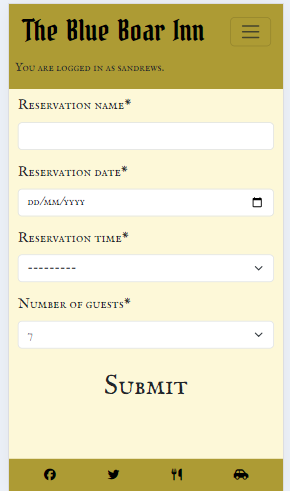 The Blue Boar Inn
You are logged in as sandrews.
Reservation name*
Reservation date*
dd/mm/yyyy
Reservation time*
---------
Number of guests*
7
Submit